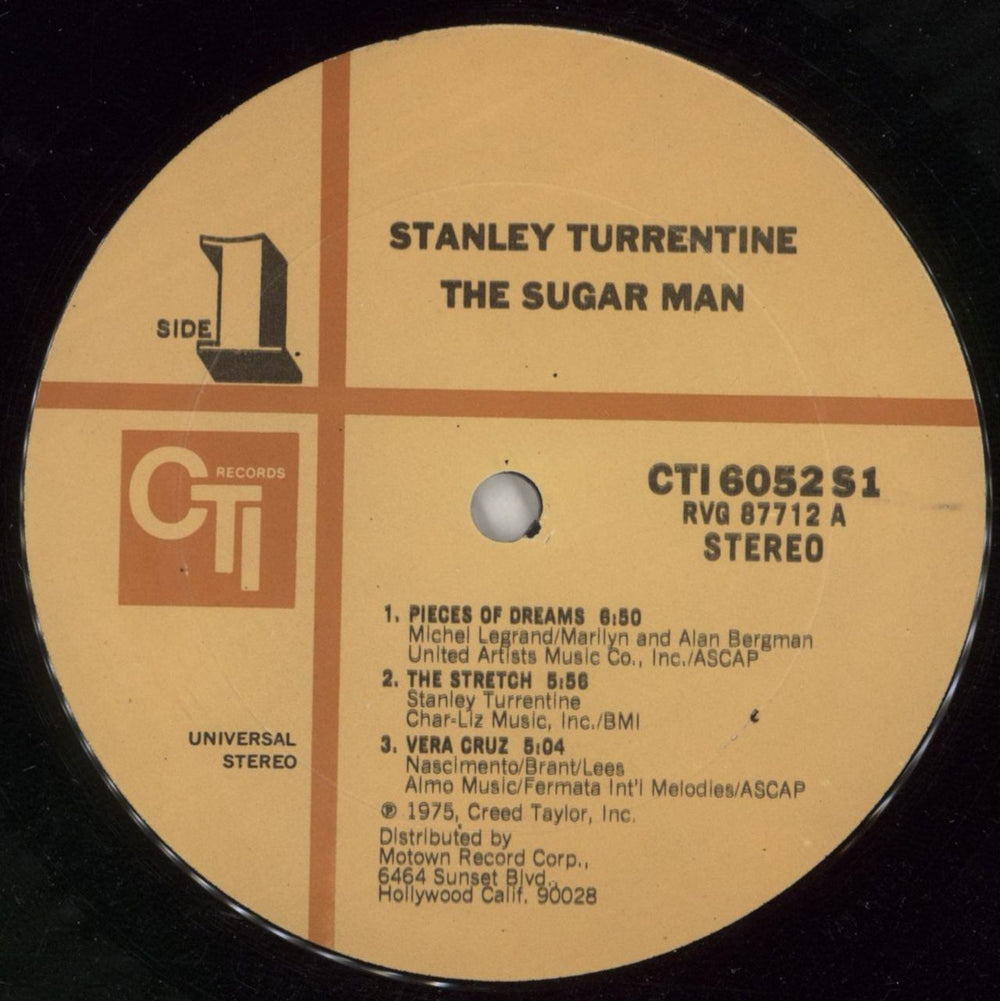 STANLEY TURRENTINE
THE SUGAR MAN
SIDE 1
CTI RECORDS
CTI 6052 S1
RVG 87712 A
STEREO
1. PIECES OF DREAMS 6:50
Michel Legrand/Marilyn and Alan Bergman
United Artists Music Co., Inc./ASCAP
2. THE STRETCH 5:56
Stanley Turrentine
Char-Liz Music, Inc./BMI
3. VERA CRUZ 5:04
Nascimento/Brant/Lees
Almo Music/Fermata Int'l Melodies/ASCAP
℗ 1975, Creed Taylor, Inc.
Distributed by
Motown Record Corp.,
6464 Sunset Blvd.,
Hollywood Calif. 90028
UNIVERSAL
STEREO